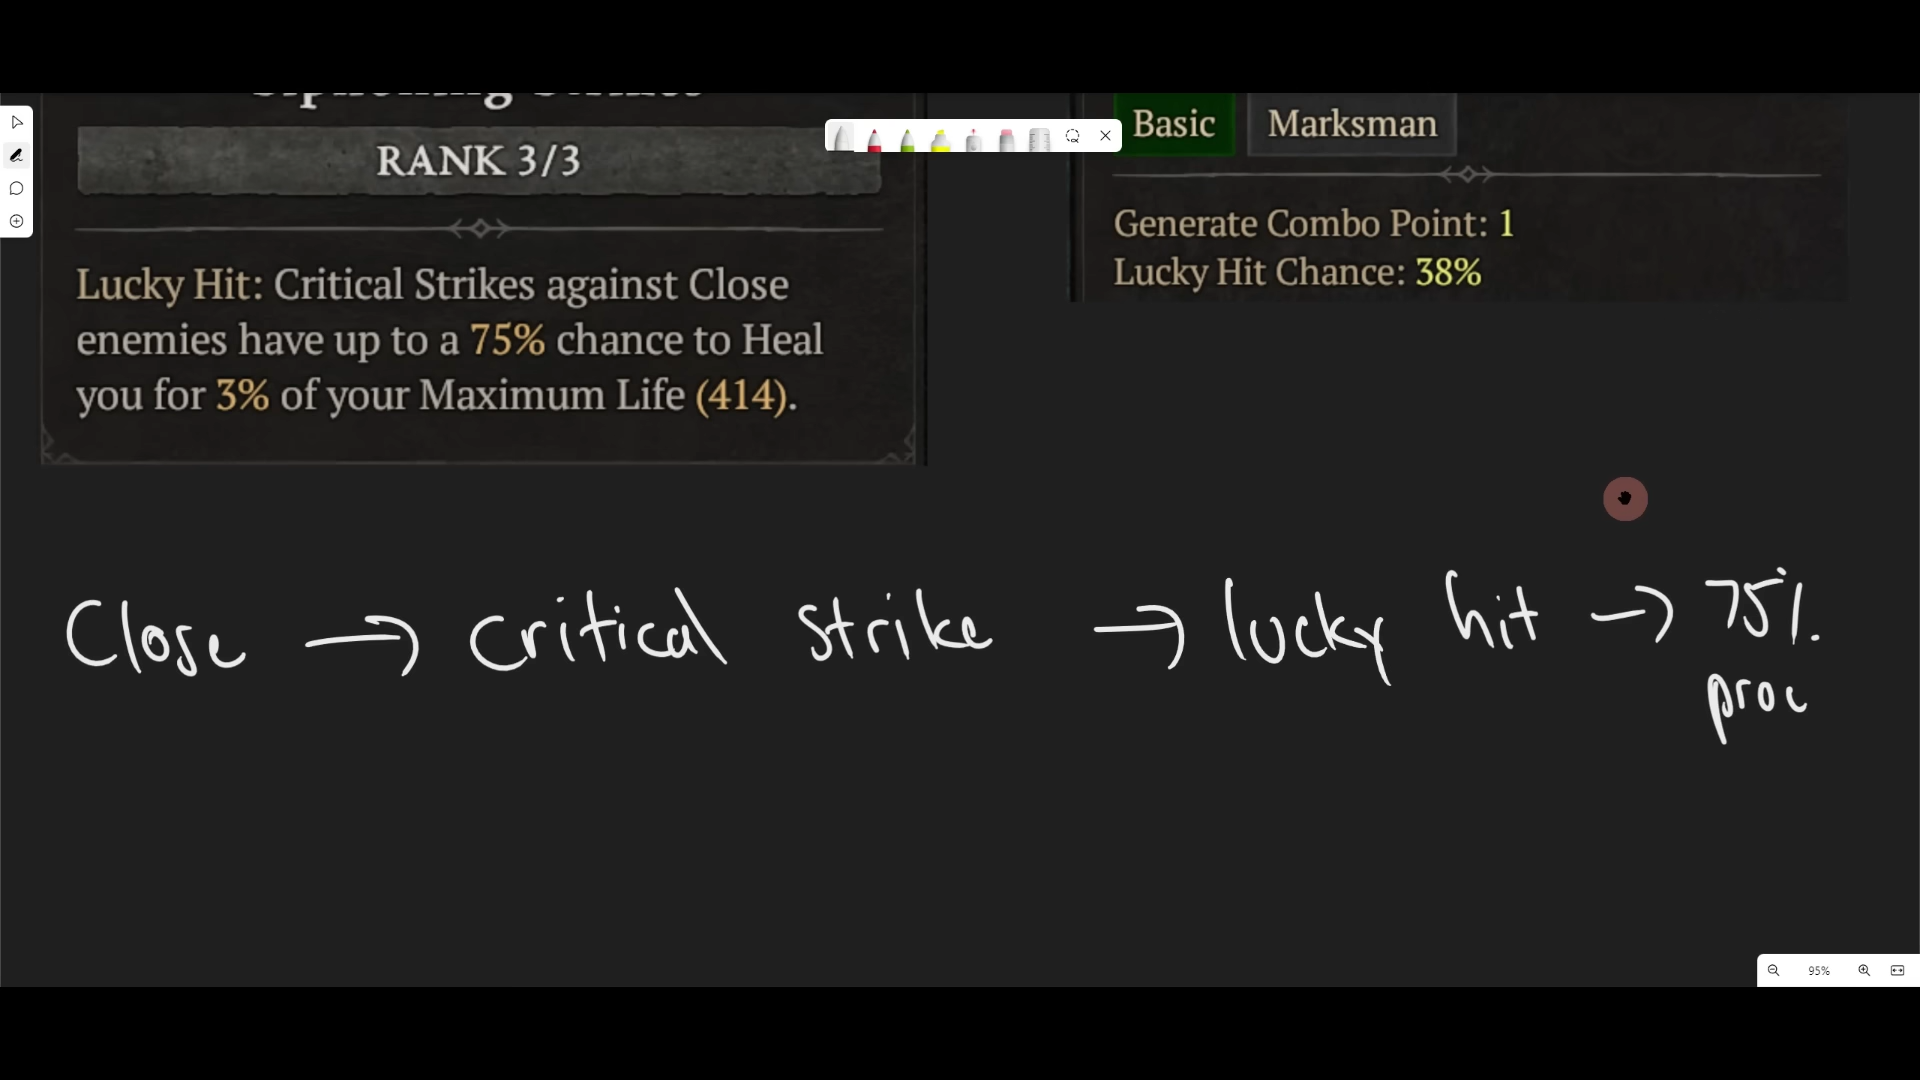 RANK 3/3
Lucky Hit: Critical Strikes against Close
enemies have up to a 75% chance to Heal
you for 3% of your Maximum Life (414).
Basic
Marksman
Generate Combo Point: 1
Lucky Hit Chance: 38%
Close → critical strike → lucky hit → 75%
proc
95%